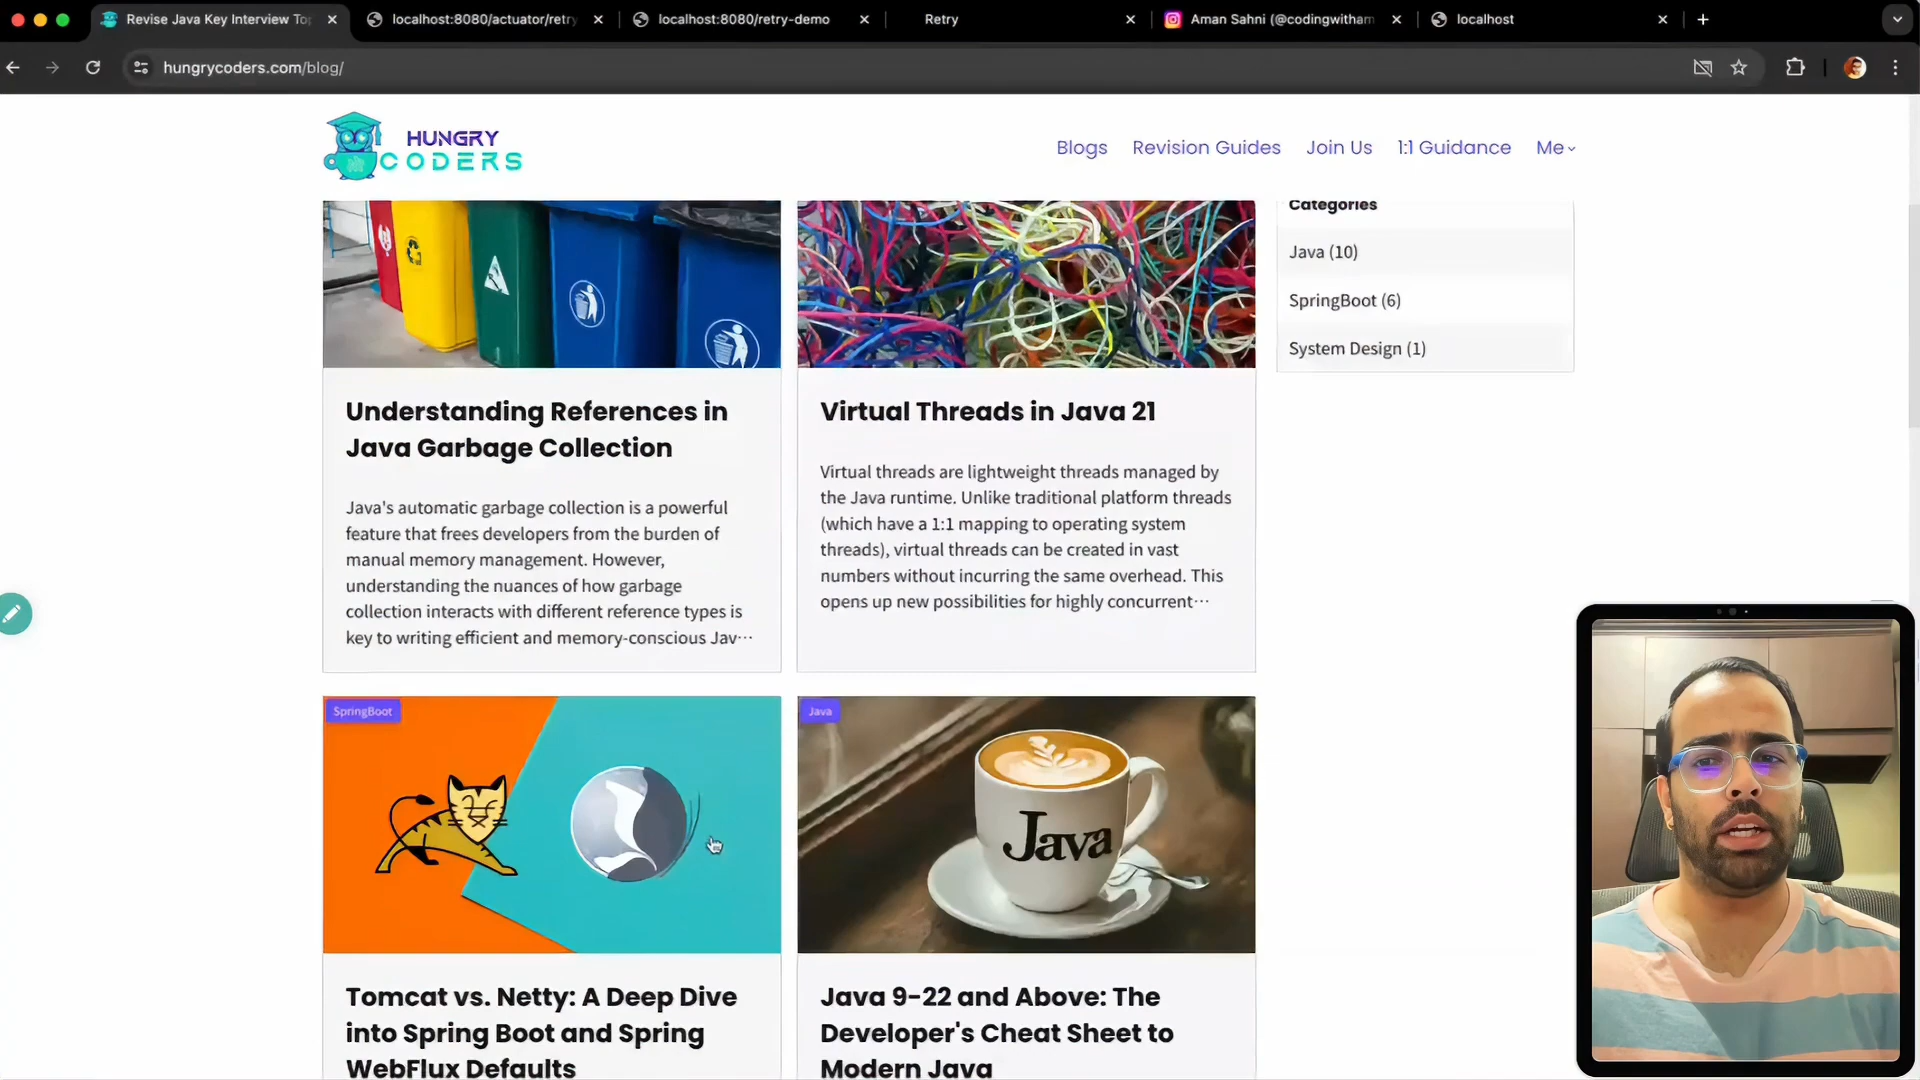 Revise Java Key Interview To
localhost:8080/actuator/retry
localhost:8080/retry-demo
Retry
Aman Sahni (@codingwitham
localhost
hungrycoders.com/blog/
HUNGRY
CODERS
Blogs
Revision Guides
Join Us
1:1 Guidance
Me
Categories
Java (10)
SpringBoot (6)
System Design (1)
Understanding References in
Java Garbage Collection
Java's automatic garbage collection is a powerful
feature that frees developers from the burden of
manual memory management. However,
understanding the nuances of how garbage
collection interacts with different reference types is
key to writing efficient and memory-conscious Jav…
Virtual Threads in Java 21
Virtual threads are lightweight threads managed by
the Java runtime. Unlike traditional platform threads
(which have a 1:1 mapping to operating system
threads), virtual threads can be created in vast
numbers without incurring the same overhead. This
opens up new possibilities for highly concurrent…
SpringBoot
Tomcat vs. Netty: A Deep Dive
into Spring Boot and Spring
WebFlux Defaults
Java
Java
Java 9-22 and Above: The
Developer's Cheat Sheet to
Modern Java